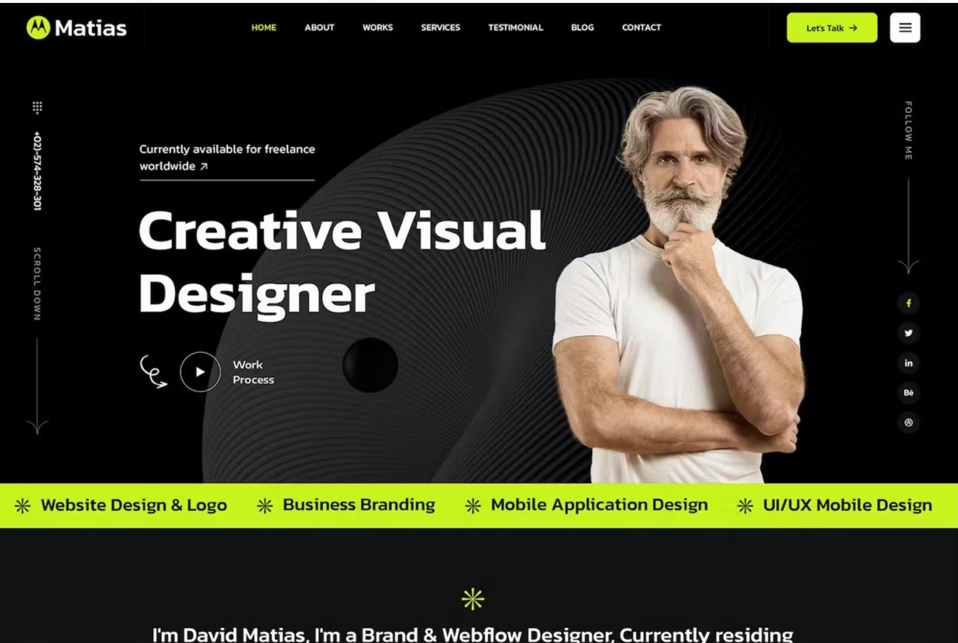 Matias
HOME ABOUT WORKS SERVICES TESTIMONIAL BLOG CONTACT
Let's Talk →
+021-574-328-301
SCROLL DOWN
FOLLOW ME
Currently available for freelance
worldwide ↗
Creative Visual
Designer
Work
Process
f
in
Bē
Website Design & Logo
Business Branding
Mobile Application Design
UI/UX Mobile Design
I'm David Matias, I'm a Brand & Webflow Designer, Currently residing